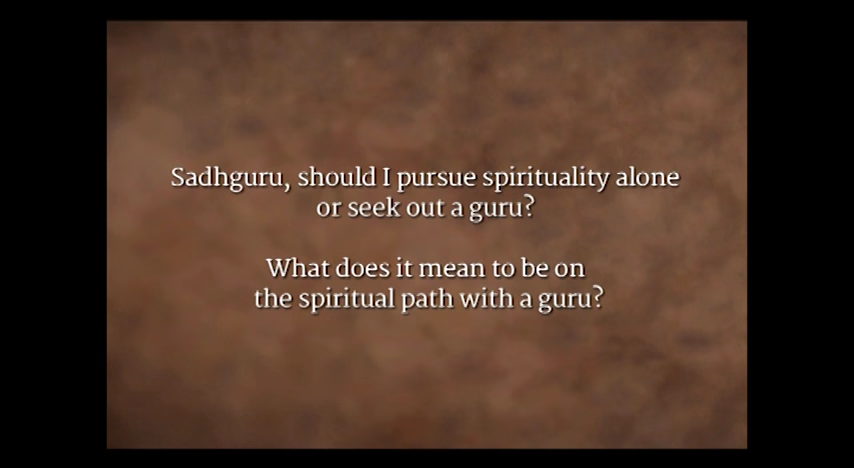 Sadhguru, should I pursue spirituality alone
or seek out a guru?
What does it mean to be on
the spiritual path with a guru?